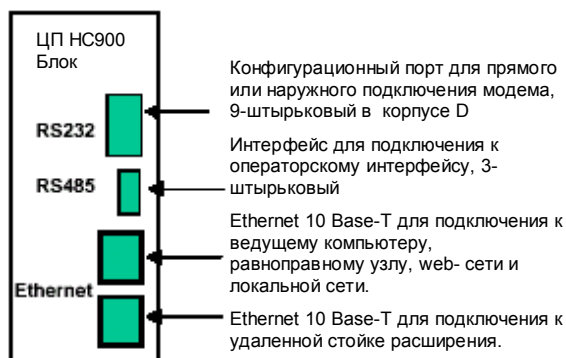 ЦП HC900
Блок
RS232
RS485
Ethernet
Конфигурационный порт для прямого
или наружного подключения модема,
9-штырьковый в корпусе D
Интерфейс для подключения к
операторскому интерфейсу, 3-
штырьковый
Ethernet 10 Base-T для подключения к
ведущему компьютеру,
равноправному узлу, web- сети и
локальной сети.
Ethernet 10 Base-T для подключения к
удаленной стойке расширения.